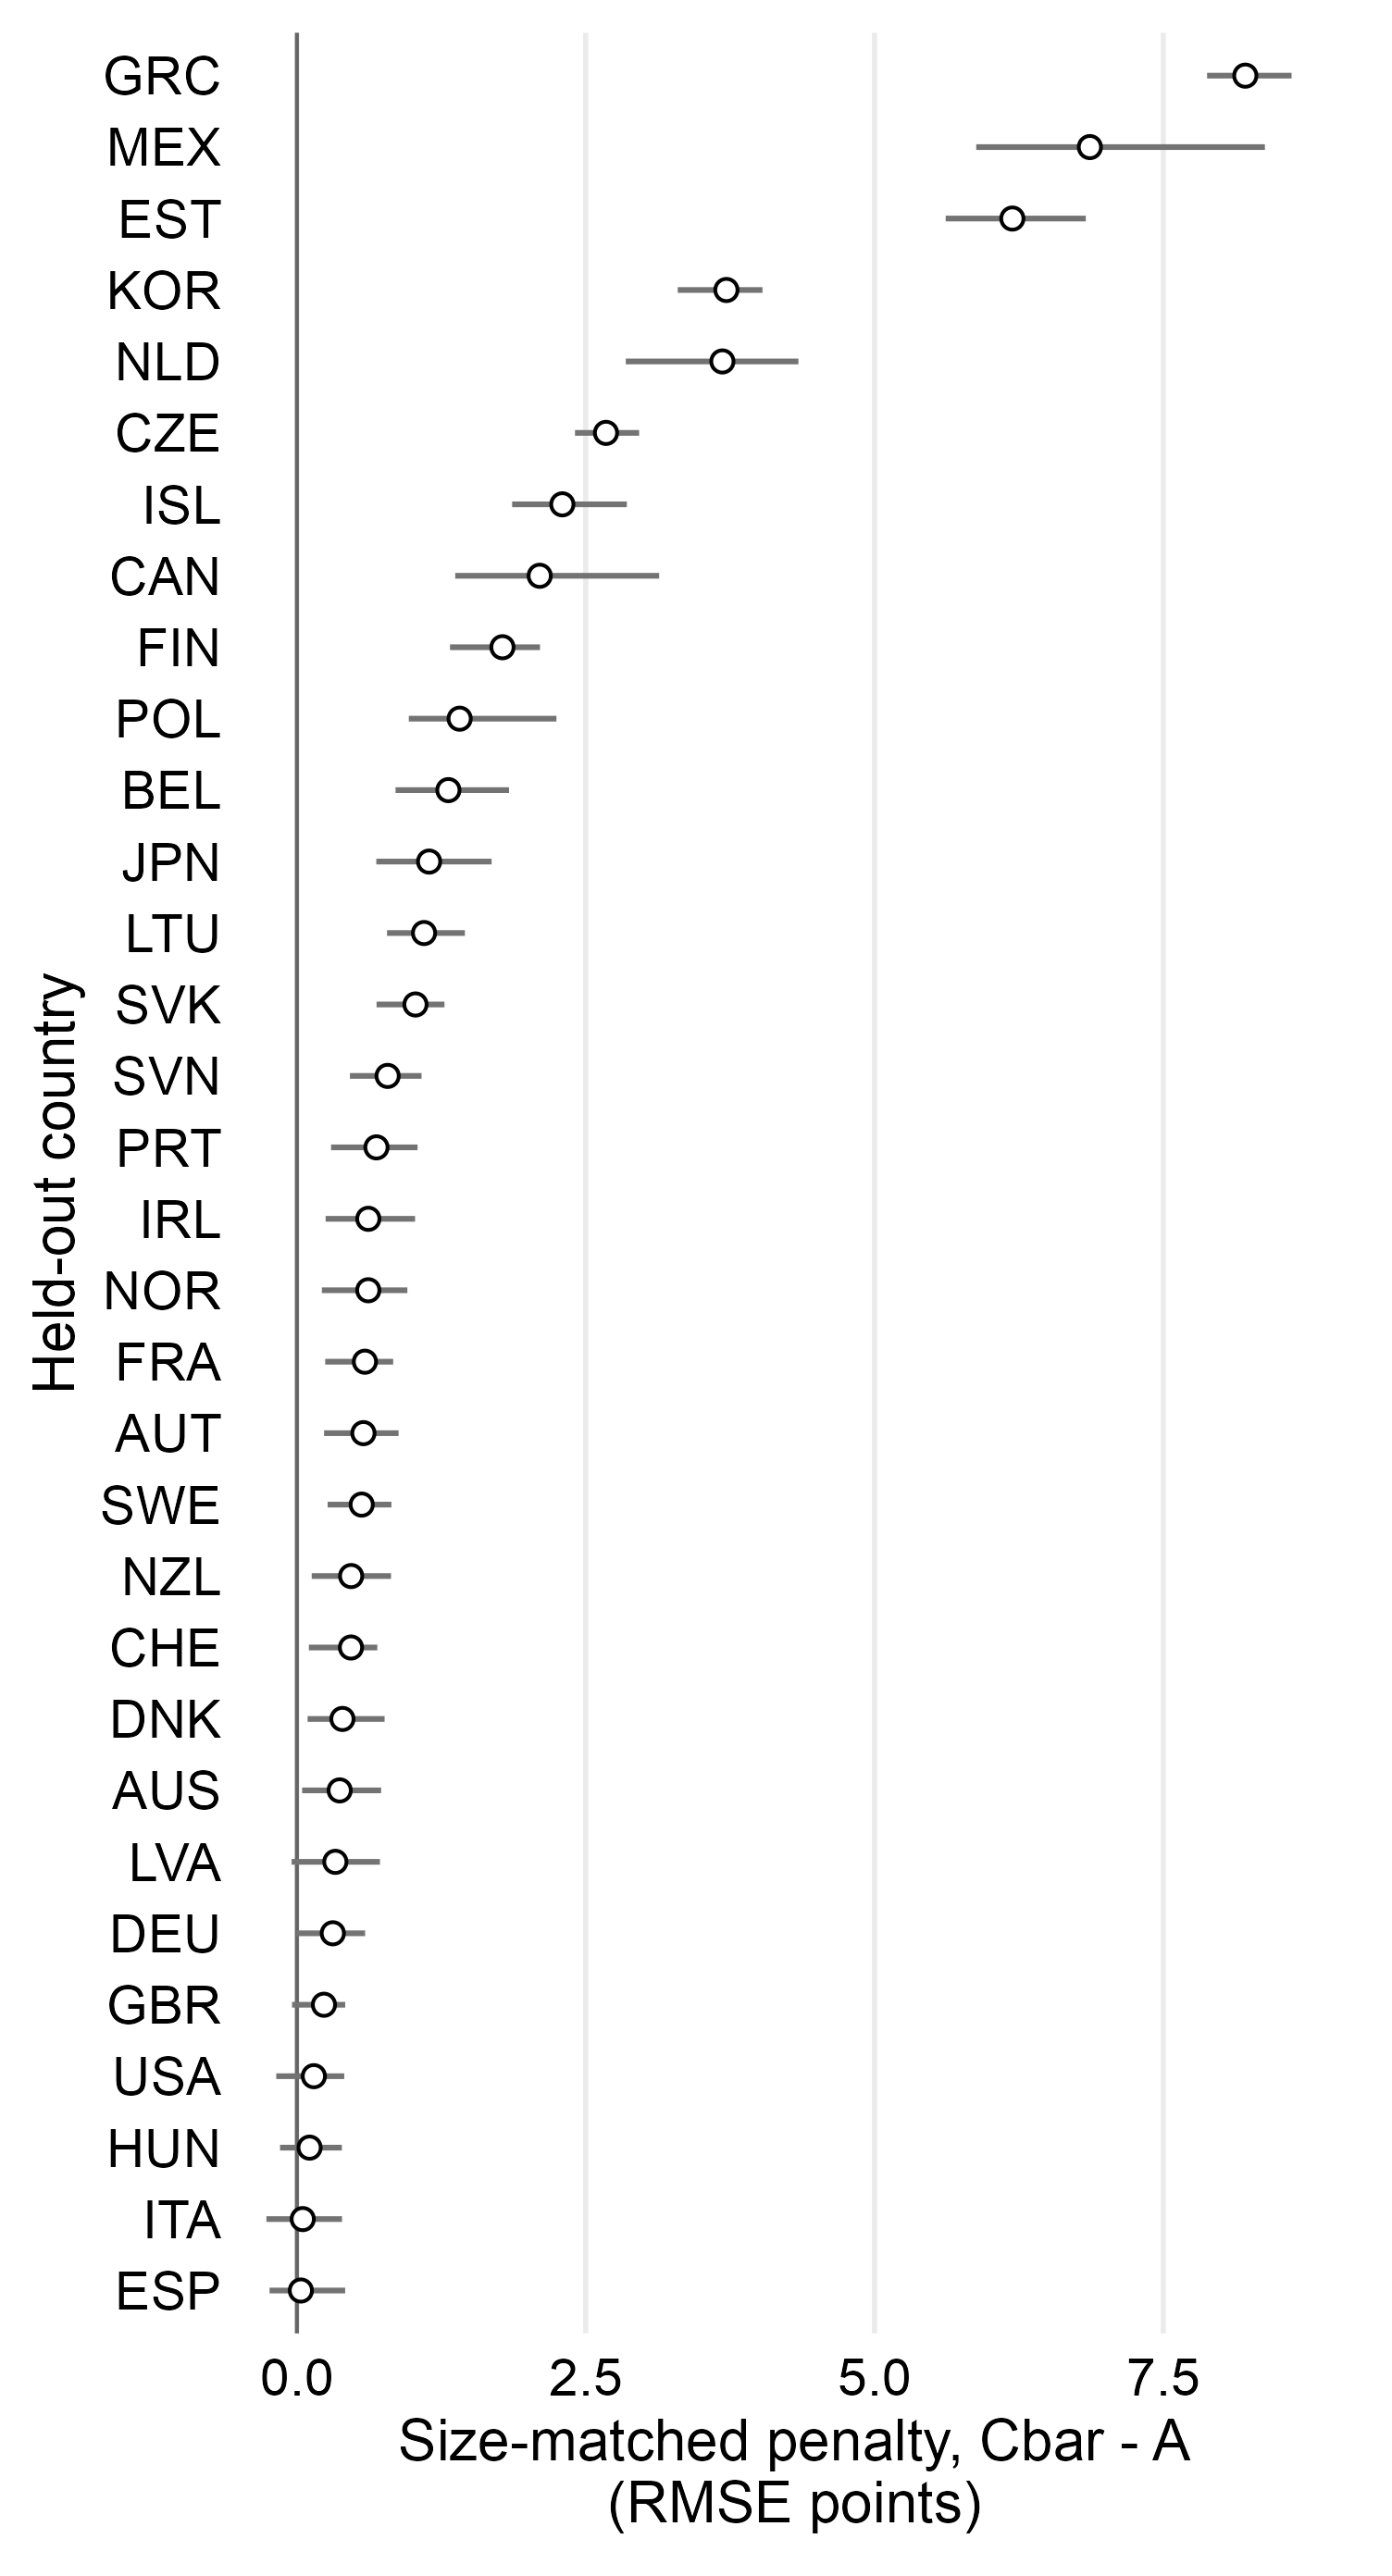 GRC
MEX
EST
KOR
NLD
CZE
ISL
CAN
FIN
POL
BEL
JPN
LTU
SVK
SVN
PRT
IRL
NOR
FRA
AUT
SWE
NZL
CHE
DNK
AUS
LVA
DEU
GBR
USA
HUN
ITA
ESP
Held-out country
0.0 2.5 5.0 7.5
Size-matched penalty, Cbar - A
(RMSE points)